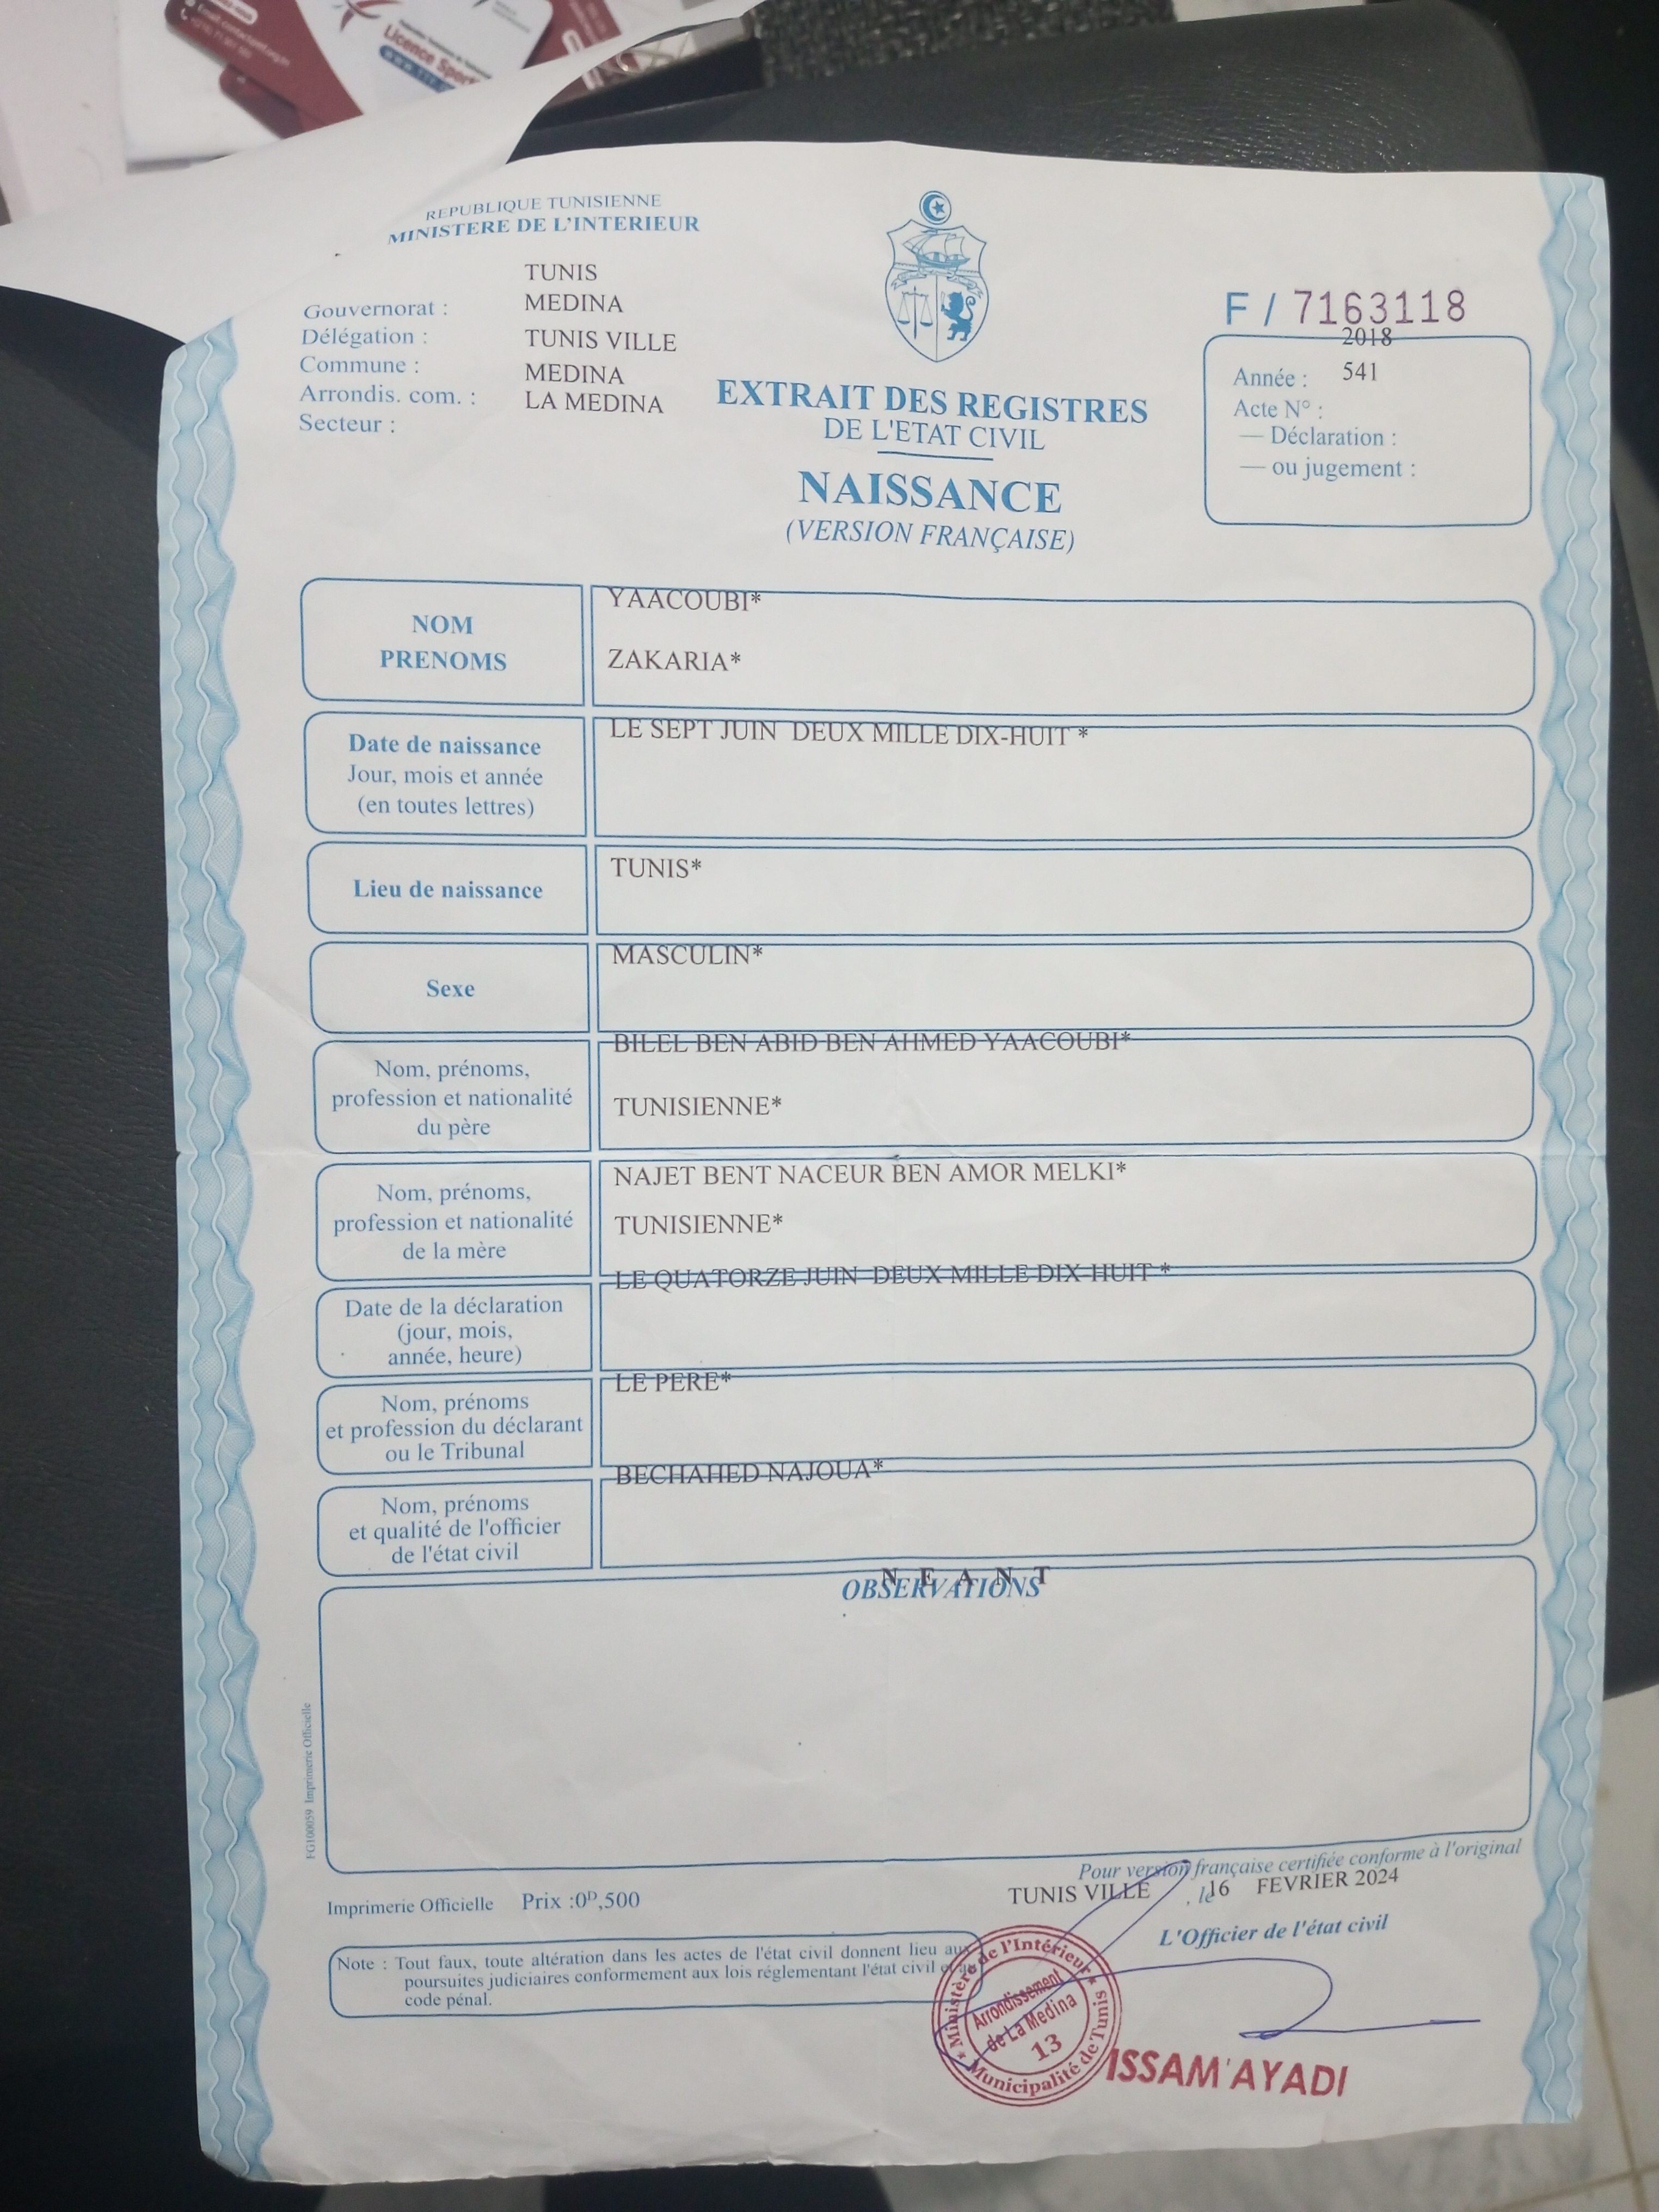 Licence Sport
REPUBLIQUE TUNISIENNE
MINISTERE DE L'INTERIEUR
Gouvernorat : TUNIS
Délégation : MEDINA
Commune : TUNIS VILLE
Arrondis. com. : MEDINA
Secteur : LA MEDINA
F / 7163118
2018
Année : 541
Acte N° :
— Déclaration :
— ou jugement :
EXTRAIT DES REGISTRES
DE L'ETAT CIVIL
NAISSANCE
(VERSION FRANÇAISE)
NOM
PRENOMS
YAACOUBI*
ZAKARIA*
Date de naissance
Jour, mois et année
(en toutes lettres)
LE SEPT JUIN DEUX MILLE DIX-HUIT *
Lieu de naissance
TUNIS*
Sexe
MASCULIN*
Nom, prénoms,
profession et nationalité
du père
BILEL BEN ABID BEN AHMED YAACOUBI*
TUNISIENNE*
Nom, prénoms,
profession et nationalité
de la mère
NAJET BENT NACEUR BEN AMOR MELKI*
TUNISIENNE*
Date de la déclaration
(jour, mois,
année, heure)
LE QUATORZE JUIN DEUX MILLE DIX-HUIT *
Nom, prénoms
et profession du déclarant
ou le Tribunal
LE PERE*
Nom, prénoms
et qualité de l'officier
de l'état civil
BECHAHED NAJOUA*
N E A N T
OBSERVATIONS
FG100059 Imprimerie Officielle
Pour version française certifiée conforme à l'original
TUNIS VILLE , le 16 FEVRIER 2024
L'Officier de l'état civil
Imprimerie Officielle Prix :0ᴰ,500
Note : Tout faux, toute altération dans les actes de l'état civil donnent lieu aux
poursuites judiciaires conformement aux lois réglementant l'état civil et au
code pénal.
Ministère de l'Intérieur
Arrondissement
de La Medina
13
Municipalité de Tunis
ISSAM AYADI